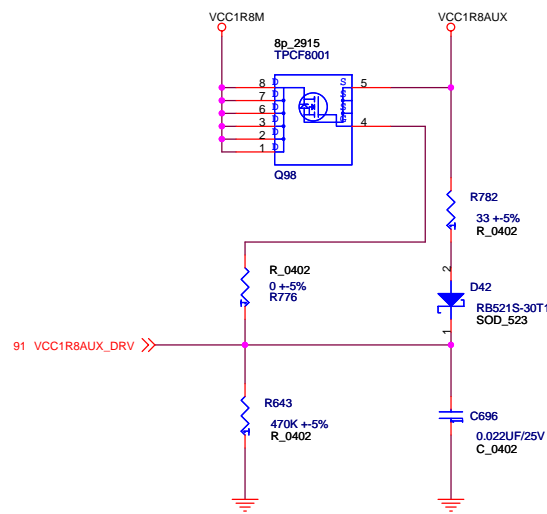 VCC1R8M
VCC1R8AUX
8p_2915
TPCF8001
8 D S 5
7 D S
6 D S
3 D G 4
2 D
1 D
Q98
R782
33 +-5%
R_0402
R_0402
0 +-5%
R776
2
D42
RB521S-30T1
SOD_523
1
91 VCC1R8AUX_DRV
R643
470K +-5%
R_0402
C696
0.022UF/25V
C_0402